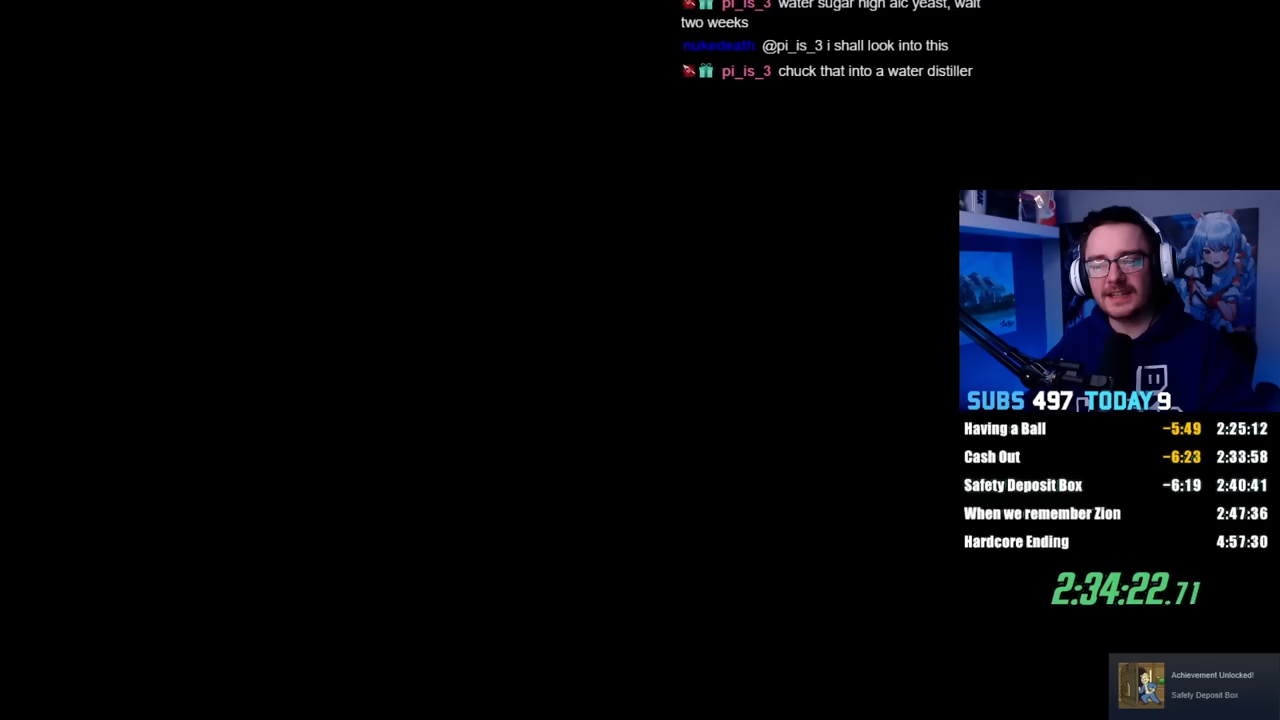 pi_is_3 water sugar high alc yeast, wait
two weeks
nukedeath @pi_is_3 i shall look into this
pi_is_3 chuck that into a water distiller
SUBS 497 TODAY 9
Having a Ball -5:49 2:25:12
Cash Out -6:23 2:33:58
Safety Deposit Box -6:19 2:40:41
When we remember Zion 2:47:36
Hardcore Ending 4:57:30
2:34:22.71
Achievement Unlocked!
Safety Deposit Box